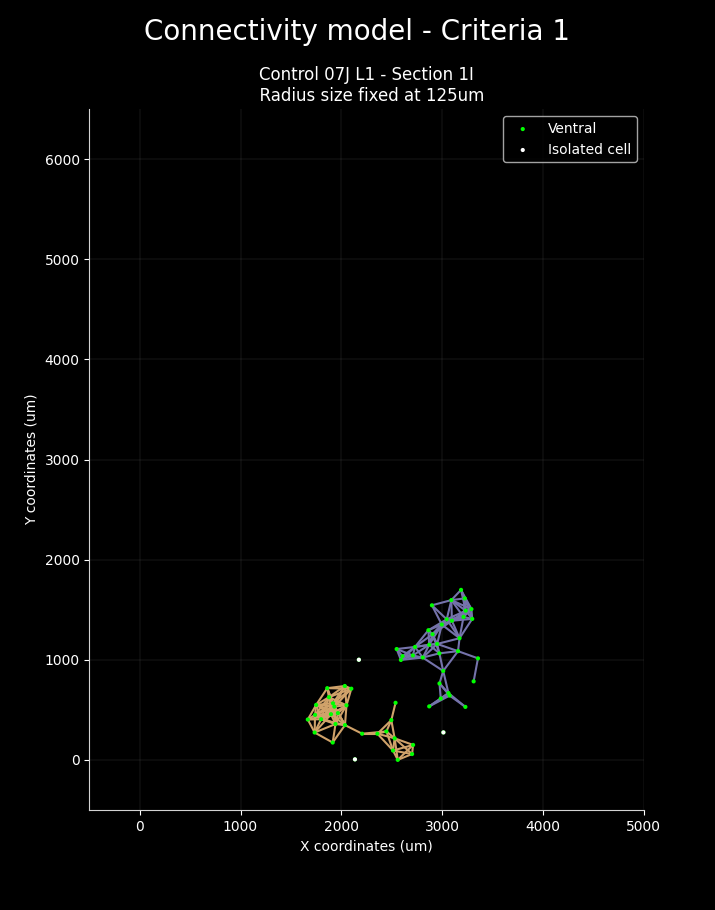 Connectivity model - Criteria 1
Control 07J L1 - Section 1I
Radius size fixed at 125um
Ventral
Isolated cell
6000
5000
4000
3000
2000
1000
0
Y coordinates (um)
0 1000 2000 3000 4000 5000
X coordinates (um)